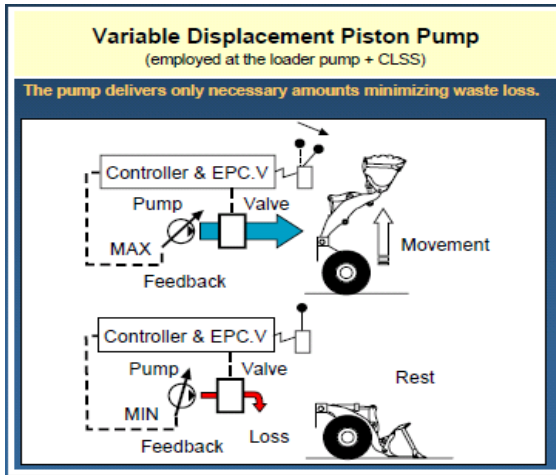 Variable Displacement Piston Pump
(employed at the loader pump + CLSS)
The pump delivers only necessary amounts minimizing waste loss.
Controller & EPC.V
Pump
Valve
MAX
Movement
Feedback
Controller & EPC.V
Pump
Valve
Rest
MIN
Feedback
Loss